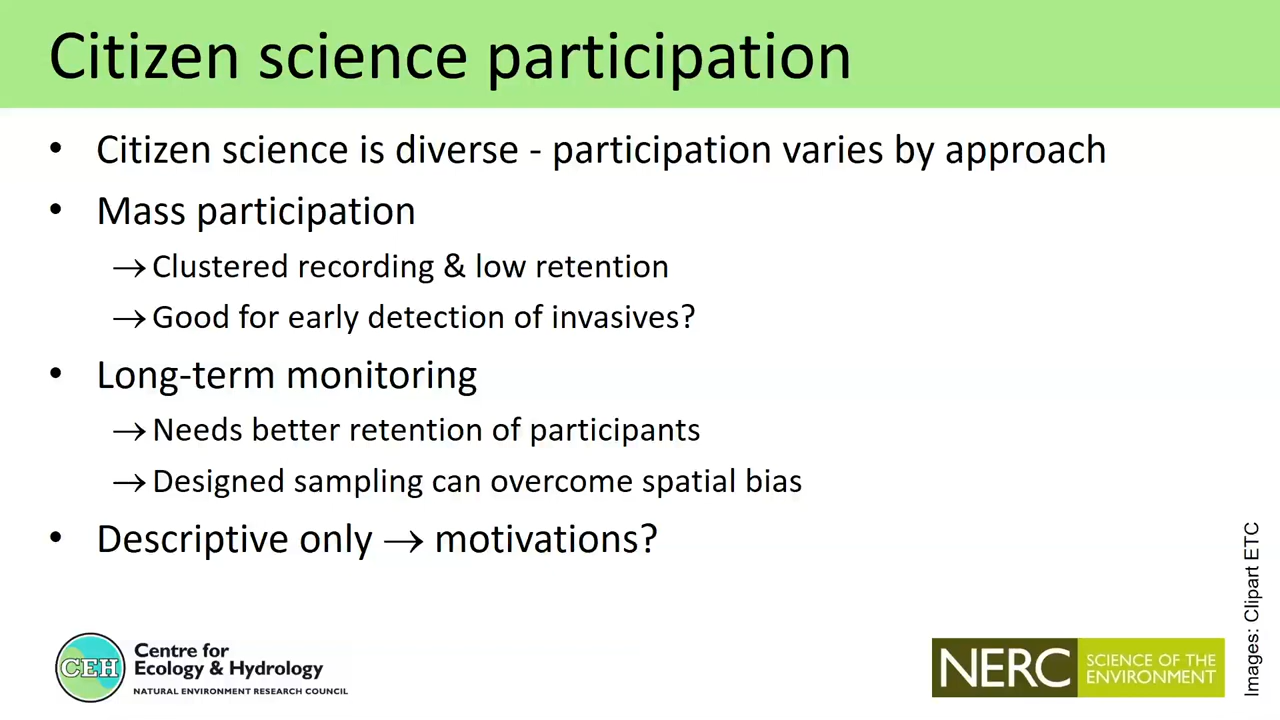 Citizen science participation
• Citizen science is diverse - participation varies by approach
• Mass participation
→ Clustered recording & low retention
→ Good for early detection of invasives?
• Long-term monitoring
→ Needs better retention of participants
→ Designed sampling can overcome spatial bias
• Descriptive only → motivations?
Images: Clipart ETC
CEH
Centre for
Ecology & Hydrology
NATURAL ENVIRONMENT RESEARCH COUNCIL
NERC
SCIENCE OF THE
ENVIRONMENT